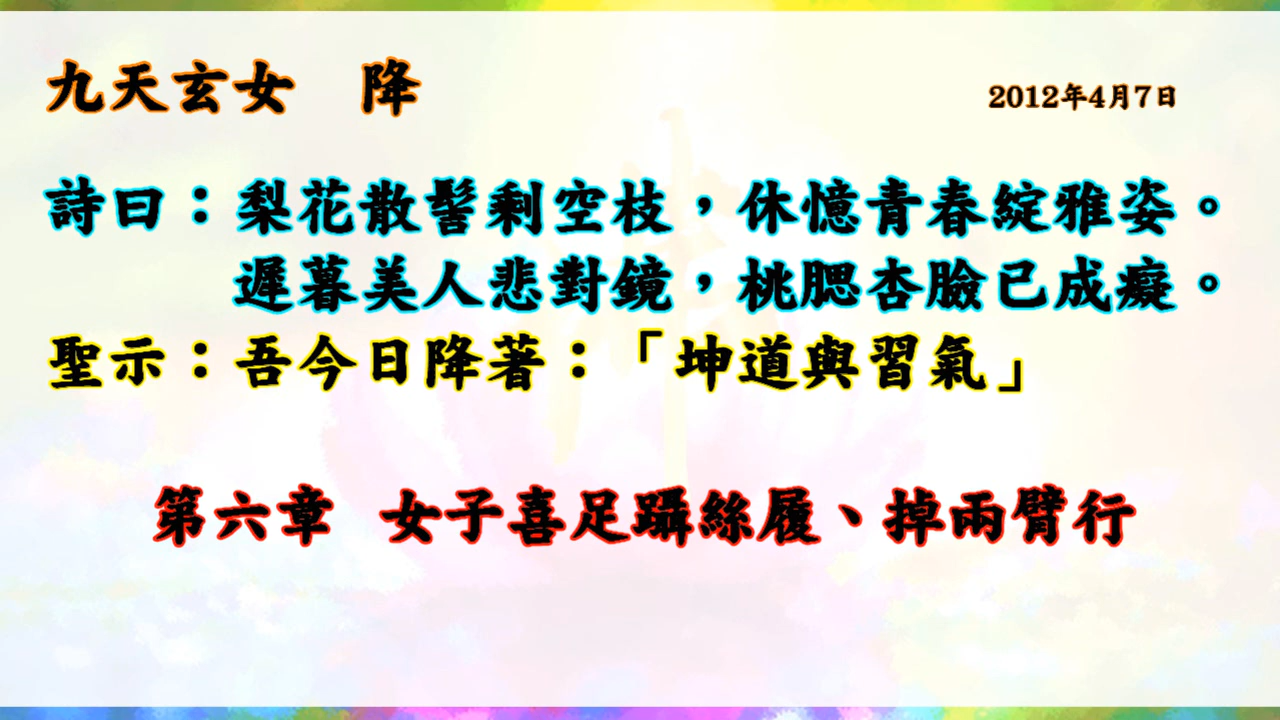 九天玄女　降
2012年4月7日
詩曰：梨花散髻剩空枝，休憶青春綻雅姿。
遲暮美人悲對鏡，桃腮杏臉已成癡。
聖示：吾今日降著：「坤道與習氣」
第六章　女子喜足躡絲履、掉兩臂行